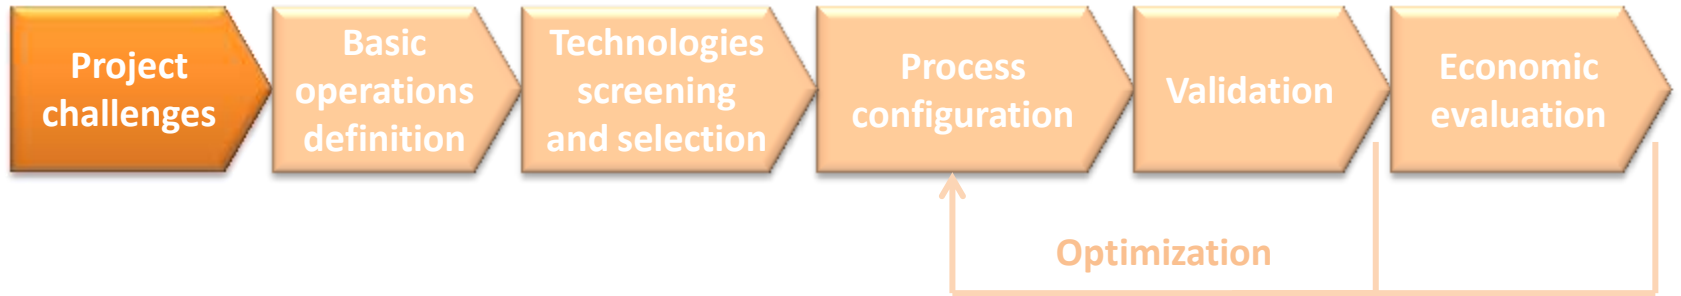 Project
challenges
Basic
operations
definition
Technologies
screening
and selection
Process
configuration
Validation
Economic
evaluation
Optimization